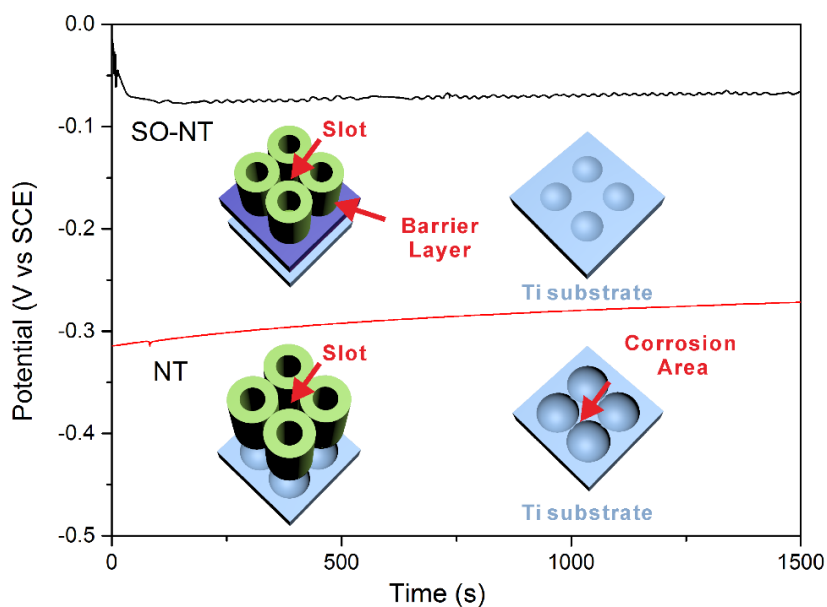 Potential (V vs SCE)
0.0
-0.1
-0.2
-0.3
-0.4
-0.5
SO-NT
Slot
Barrier
Layer
Ti substrate
NT
Slot
Corrosion
Area
Ti substrate
0
500
1000
1500
Time (s)